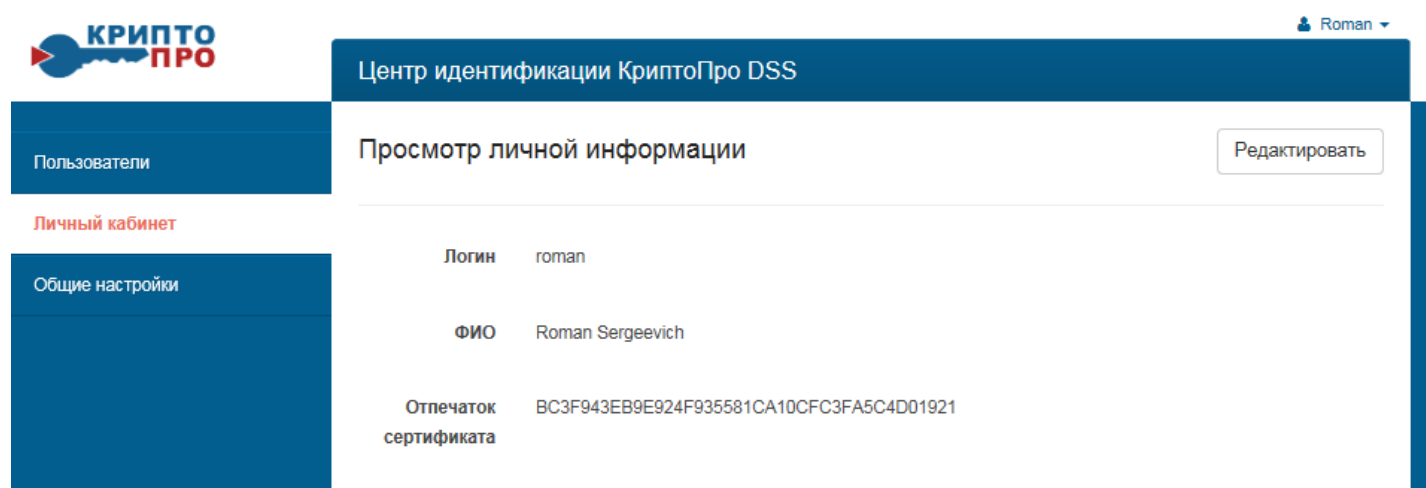 КРИПТО
ПРО
Roman
Центр идентификации КриптоПро DSS
Пользователи
Личный кабинет
Общие настройки
Просмотр личной информации
Редактировать
Логин roman
ФИО Roman Sergeevich
Отпечаток BC3F943EB9E924F935581CA10CFC3FA5C4D01921
сертификата